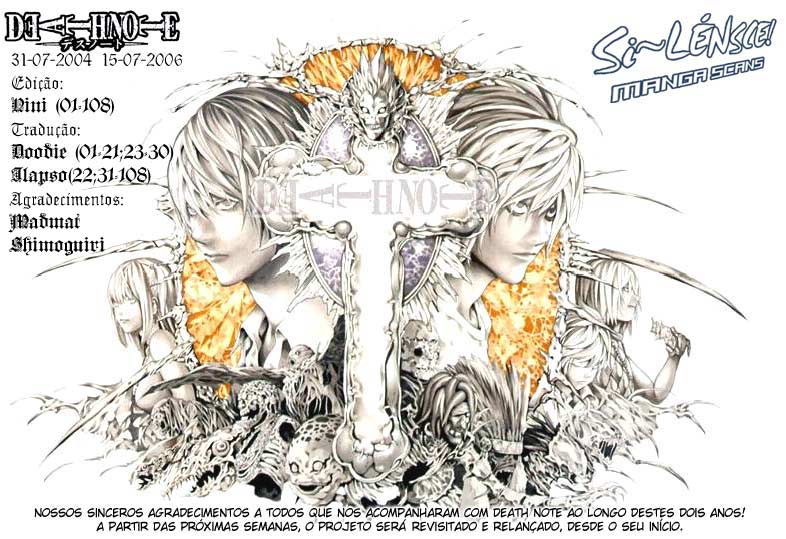 DEATH NOTE
デスノート
31-07-2004 15-07-2006
Edição:
Nini (01-108)
Tradução:
Doodie (01-21;23-30)
Ilapso(22;31-108)
Agradecimentos:
Madmai
Shimoguiri
Si~LÉNSCE!
MANGA SCANS
DEATH NOTE
NOSSOS SINCEROS AGRADECIMENTOS A TODOS QUE NOS ACOMPANHARAM COM DEATH NOTE AO LONGO DESTES DOIS ANOS!
A PARTIR DAS PRÓXIMAS SEMANAS, O PROJETO SERÁ REVISITADO E RELANÇADO, DESDE O SEU INÍCIO.